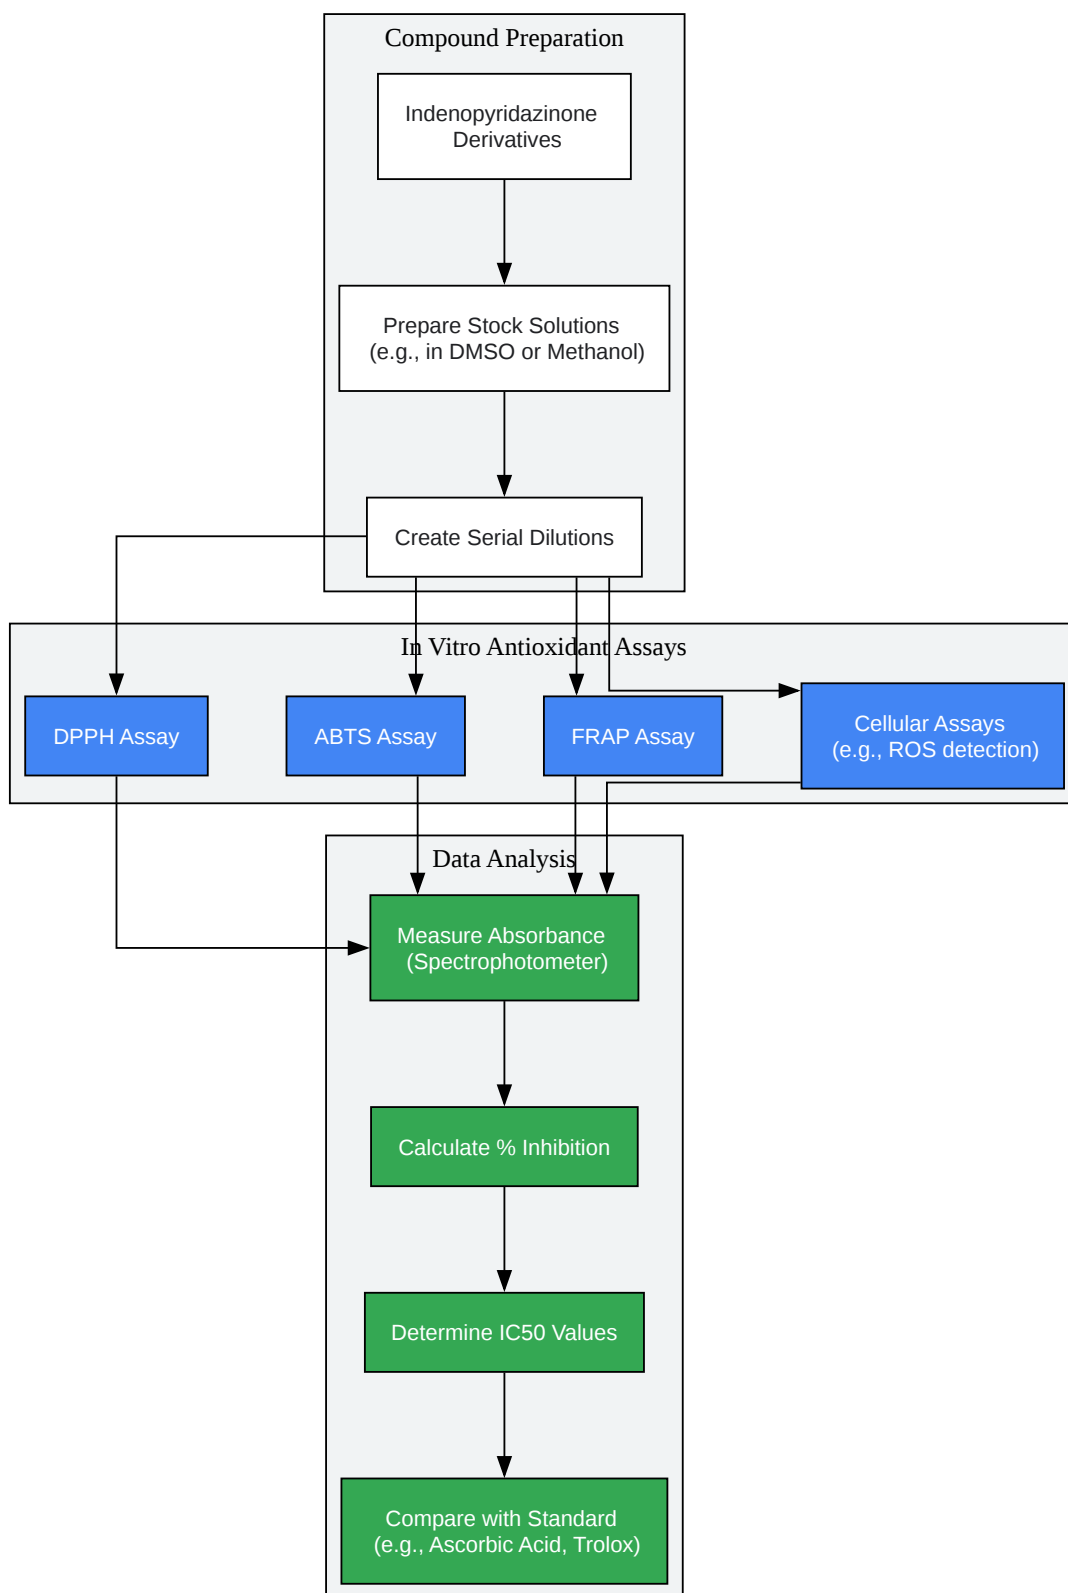 Compound Preparation
Indenopyridazinone
Derivatives
Prepare Stock Solutions
(e.g., in DMSO or Methanol)
Create Serial Dilutions
In Vitro Antioxidant Assays
DPPH Assay
ABTS Assay
FRAP Assay
Cellular Assays
(e.g., ROS detection)
Data Analysis
Measure Absorbance
(Spectrophotometer)
Calculate % Inhibition
Determine IC50 Values
Compare with Standard
(e.g., Ascorbic Acid, Trolox)